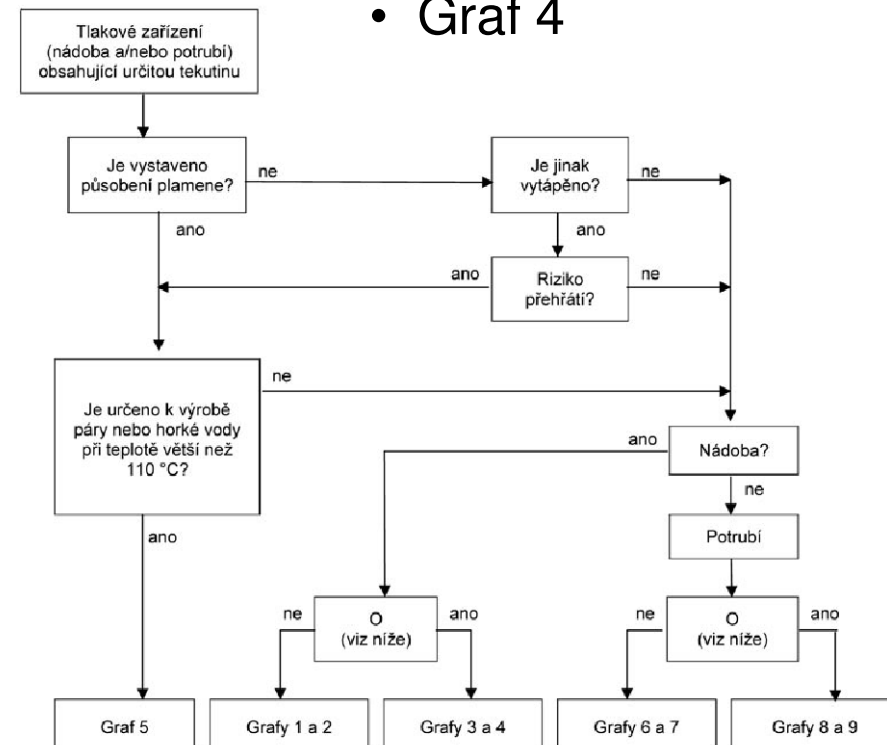 • Graf 4
Tlakové zařízení
(nádoba a/nebo potrubí)
obsahující určitou tekutinu
Je vystaveno
působení plamene?
ne
Je jinak
vytápěno?
ne
ano
ano
ano
Riziko
přehřátí?
ne
Je určeno k výrobě
páry nebo horké vody
při teplotě větší než
110 °C?
ne
ano
Nádoba?
ne
ano
Potrubí
ne
O
(viz níže)
ano
ne
O
(viz níže)
ano
Graf 5
Grafy 1 a 2
Grafy 3 a 4
Grafy 6 a 7
Grafy 8 a 9